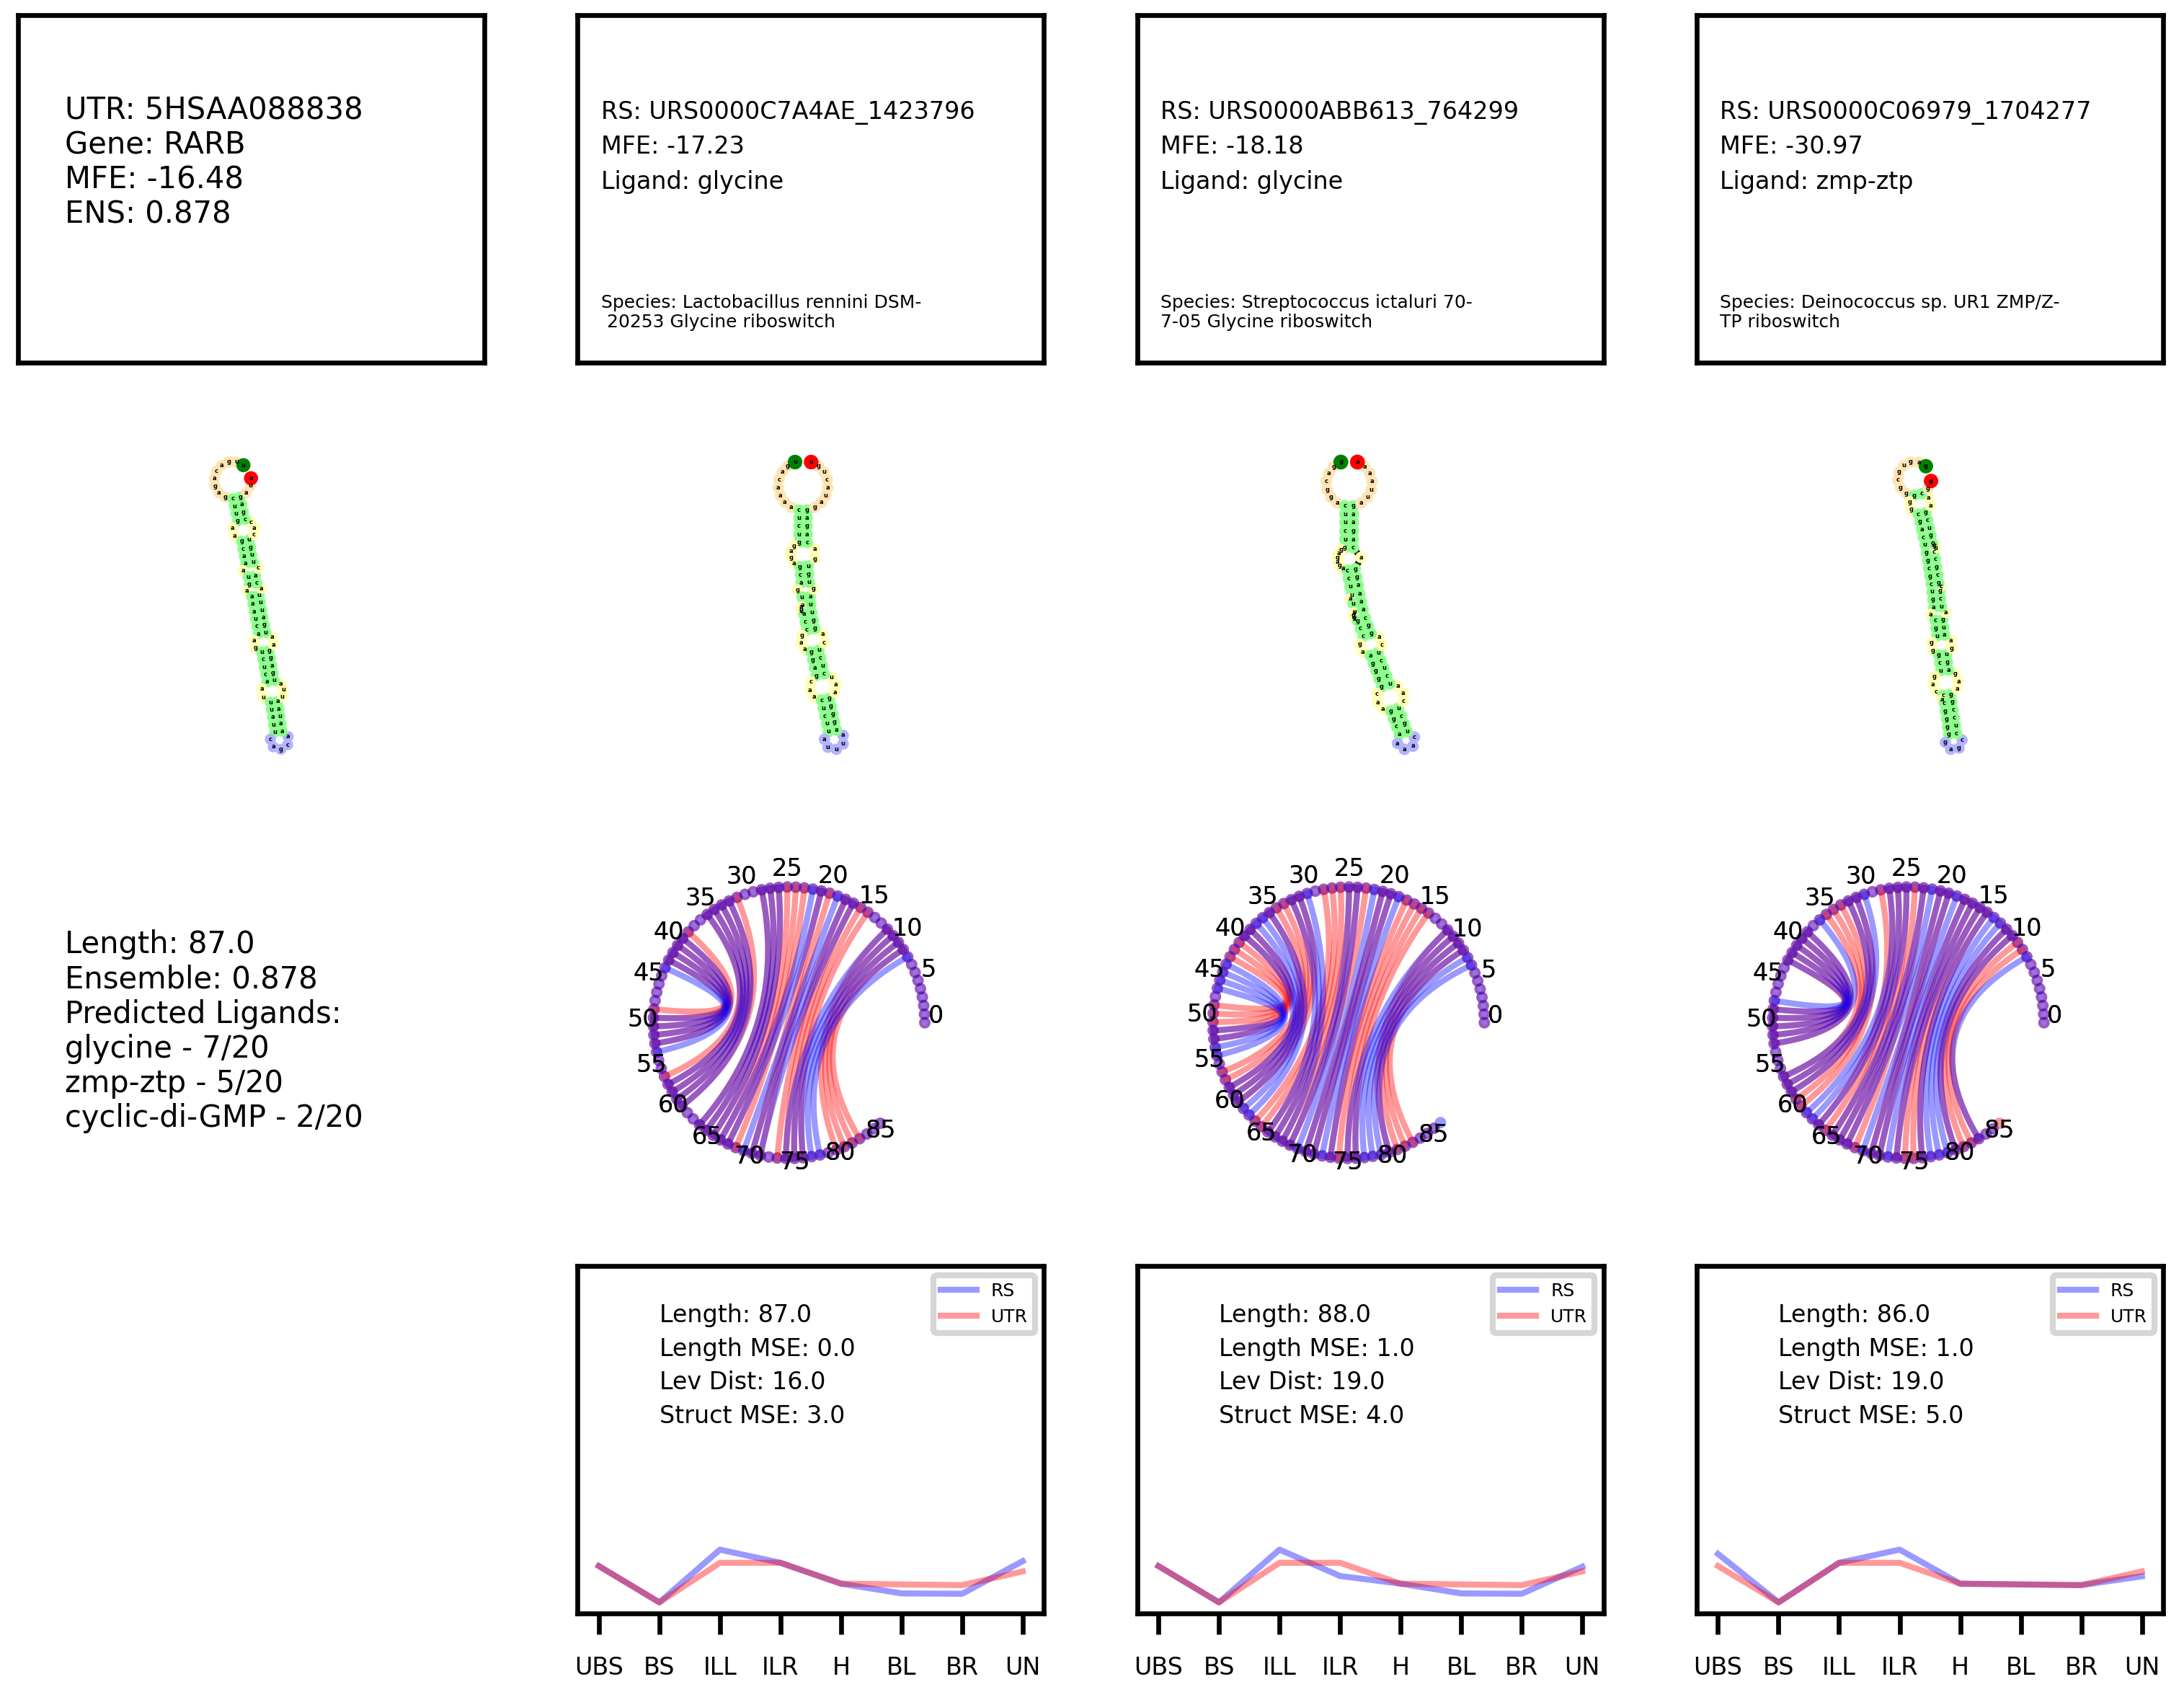 UTR: 5HSAA088838
Gene: RARB
MFE: -16.48
ENS: 0.878
RS: URS0000C7A4AE_1423796
MFE: -17.23
Ligand: glycine
Species: Lactobacillus rennini DSM-
20253 Glycine riboswitch
RS: URS0000ABB613_764299
MFE: -18.18
Ligand: glycine
Species: Streptococcus ictaluri 70-
7-05 Glycine riboswitch
RS: URS0000C06979_1704277
MFE: -30.97
Ligand: zmp-ztp
Species: Deinococcus sp. UR1 ZMP/Z-
TP riboswitch
Length: 87.0
Ensemble: 0.878
Predicted Ligands:
glycine - 7/20
zmp-ztp - 5/20
cyclic-di-GMP - 2/20
0 5 10 15 20 25 30 35 40 45 50 55 60 65 70 75 80 85
0 5 10 15 20 25 30 35 40 45 50 55 60 65 70 75 80 85
0 5 10 15 20 25 30 35 40 45 50 55 60 65 70 75 80 85
RS
UTR
Length: 87.0
Length MSE: 0.0
Lev Dist: 16.0
Struct MSE: 3.0
UBS BS ILL ILR H BL BR UN
RS
UTR
Length: 88.0
Length MSE: 1.0
Lev Dist: 19.0
Struct MSE: 4.0
UBS BS ILL ILR H BL BR UN
RS
UTR
Length: 86.0
Length MSE: 1.0
Lev Dist: 19.0
Struct MSE: 5.0
UBS BS ILL ILR H BL BR UN